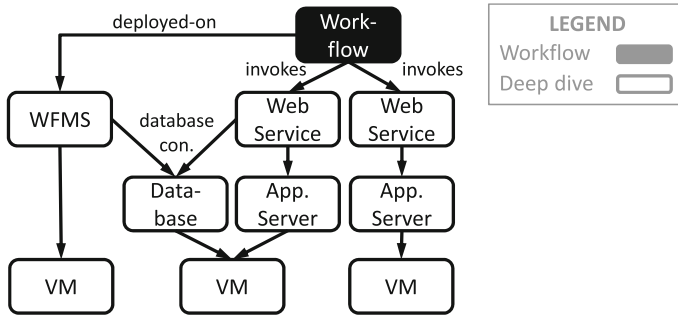 deployed-on
Work-
flow
LEGEND
Workflow
Deep dive
invokes
invokes
WFMS
database
con.
Web
Service
Web
Service
Data-
base
App.
Server
App.
Server
VM
VM
VM